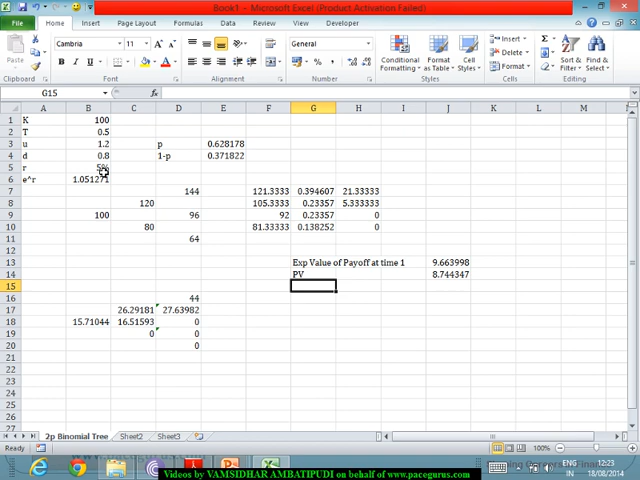 Book1 - Microsoft Excel (Product Activation Failed)
File Home Insert Page Layout Formulas Data Review View Developer
Cambria 11 General Insert Delete Format
Conditional Formatting Format as Table Cell Styles Sort & Filter Find & Select
Clipboard Font Alignment Number Styles Cells Editing
G15 fx
A B C D E F G H I J K L M
1 K 100
2 T 0.5
3 u 1.2 p 0.628178
4 d 0.8 1-p 0.371822
5 r 5%
6 e^r 1.051271
7 144 121.3333 0.394607 21.33333
8 120 105.3333 0.23357 5.333333
9 100 96 92 0.23357 0
10 80 81.33333 0.138252 0
11 64
12
13 Exp Value of Payoff at time 1 9.663998
14 PV 8.744347
15
16 44
17 26.29181 27.63982
18 15.71044 16.51593 0
19 0 0
20 0
21
22
23
24
25
26
27
2p Binomial Tree Sheet2 Sheet3
Ready 100%
ENG 12:23
IN 18/08/2014
Videos by VAMSIDHAR AMBATIPUDI on behalf of www.pacegurus.com